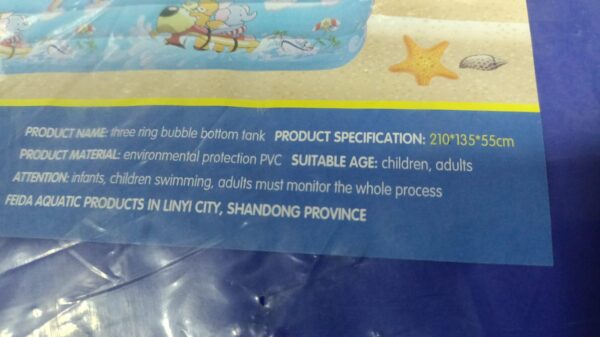 PRODUCT NAME: three ring bubble bottom tank PRODUCT SPECIFICATION: 210*135*55cm
PRODUCT MATERIAL: environmental protection PVC SUITABLE AGE: children, adults
ATTENTION: infants, children swimming, adults must monitor the whole process
FEIDA AQUATIC PRODUCTS IN LINYI CITY, SHANDONG PROVINCE